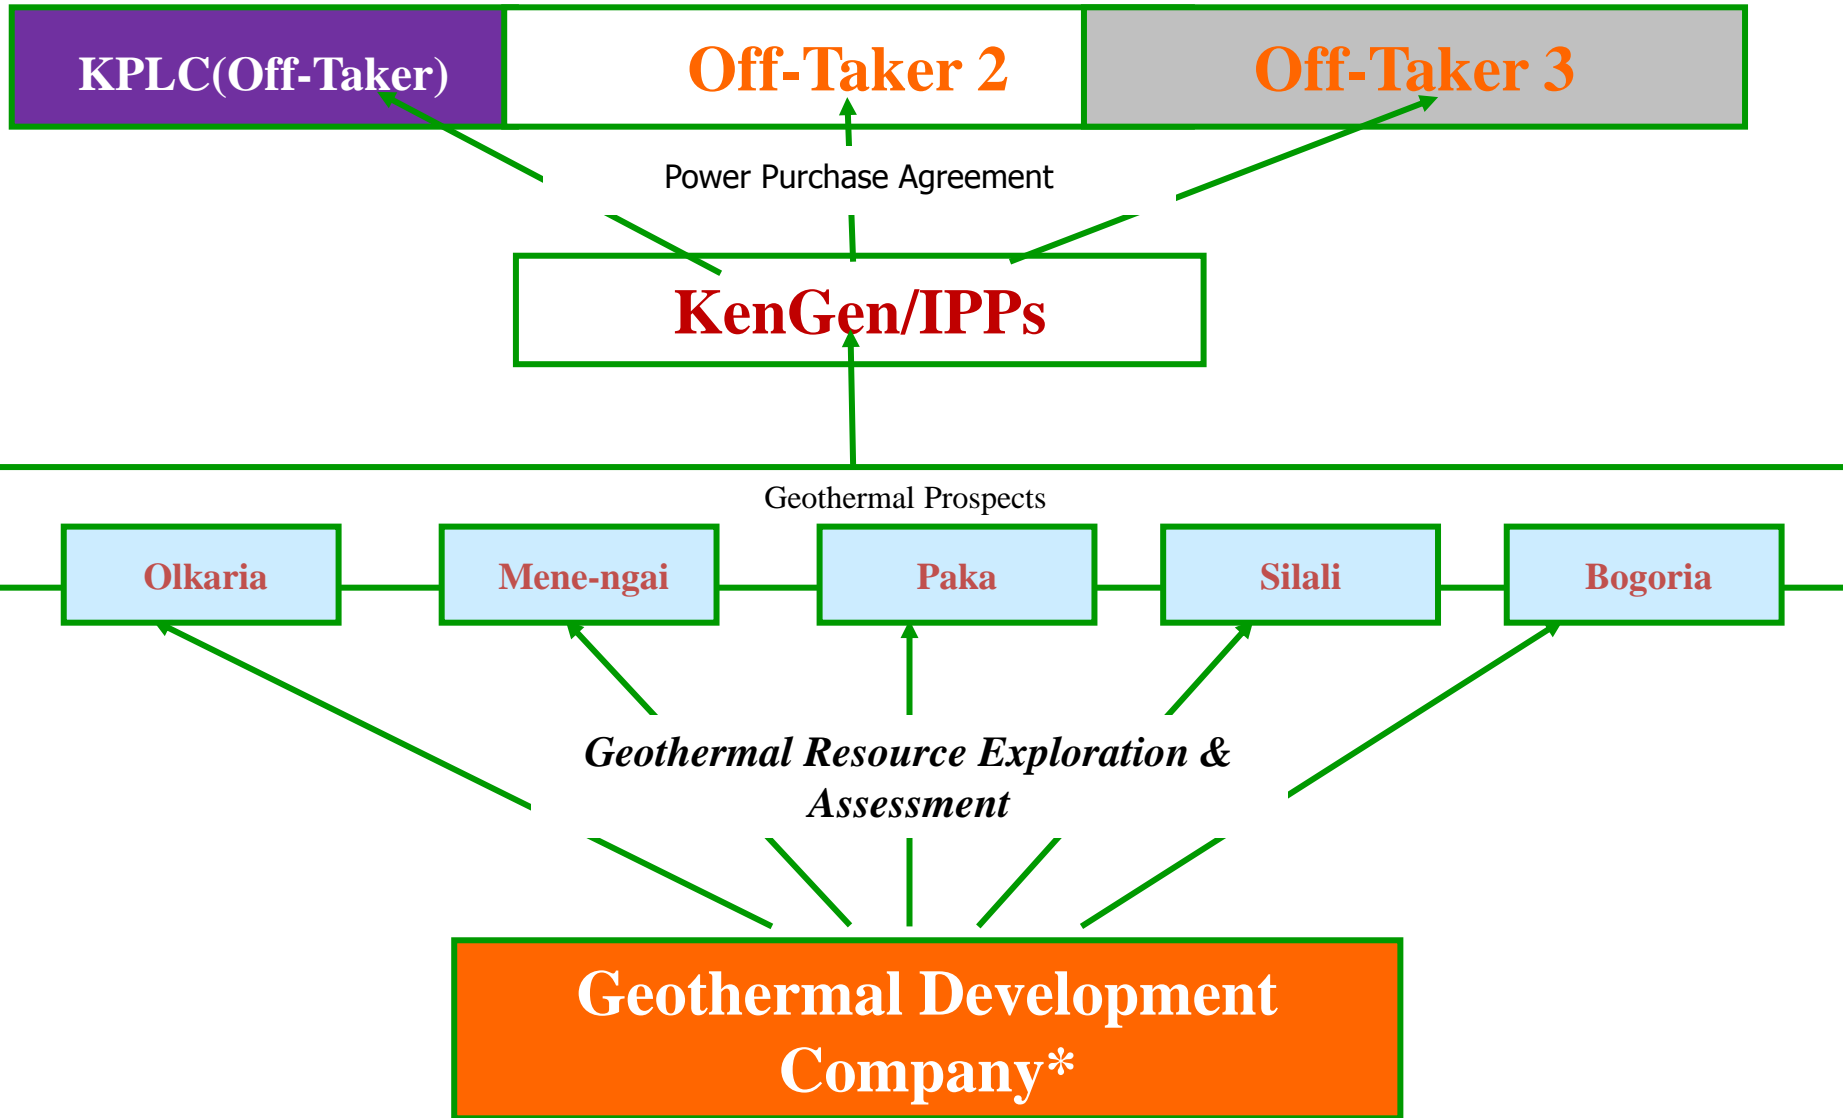 KPLC(Off-Taker)
Off-Taker 2
Off-Taker 3
Power Purchase Agreement
KenGen/IPPs
Geothermal Prospects
Olkaria
Mene-ngai
Paka
Silali
Bogoria
Geothermal Resource Exploration &
Assessment
Geothermal Development
Company*